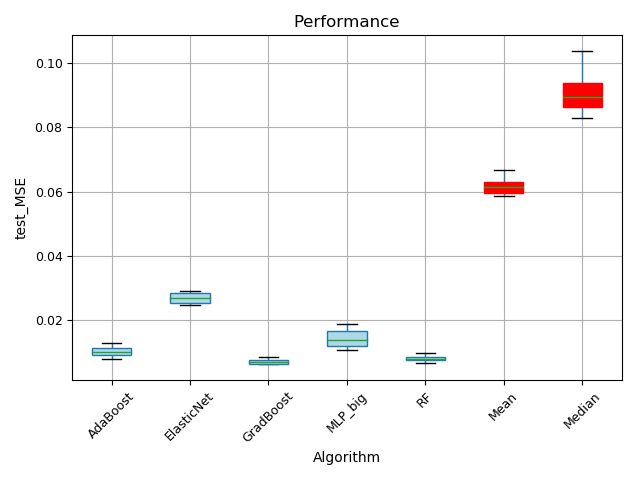 Performance
test_MSE
0.10
0.08
0.06
0.04
0.02
AdaBoost
ElasticNet
GradBoost
MLP_big
RF
Mean
Median
Algorithm